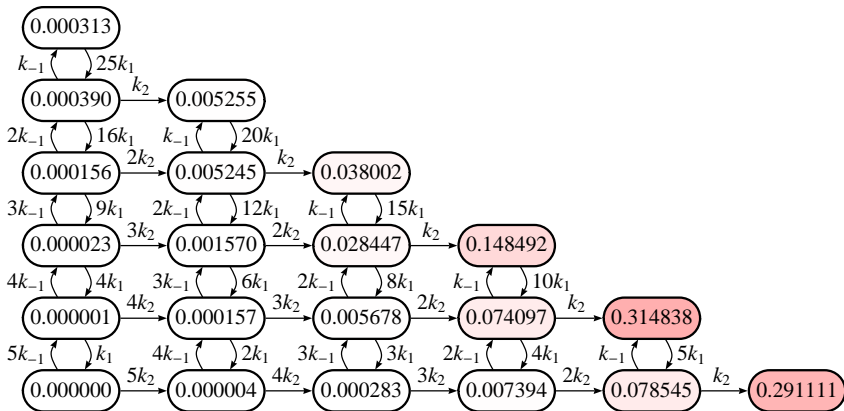 0.000313
k₋₁ 25k₁
k₂
0.000390 0.005255
2k₋₁ 16k₁ k₋₁ 20k₁
2k₂ k₂
0.000156 0.005245 0.038002
3k₋₁ 9k₁ 2k₋₁ 12k₁ k₋₁ 15k₁
3k₂ 2k₂ k₂
0.000023 0.001570 0.028447 0.148492
4k₋₁ 4k₁ 3k₋₁ 6k₁ 2k₋₁ 8k₁ k₋₁ 10k₁
4k₂ 3k₂ 2k₂ k₂
0.000001 0.000157 0.005678 0.074097 0.314838
5k₋₁ k₁ 4k₋₁ 2k₁ 3k₋₁ 3k₁ 2k₋₁ 4k₁ k₋₁ 5k₁
5k₂ 4k₂ 3k₂ 2k₂ k₂
0.000000 0.000004 0.000283 0.007394 0.078545 0.291111